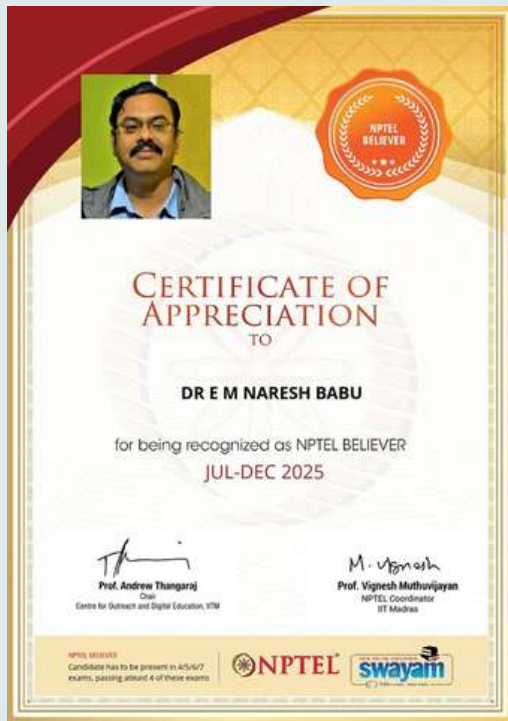 NPTEL
BELIEVER
CERTIFICATE OF
APPRECIATION
TO
DR E M NARESH BABU
for being recognized as NPTEL BELIEVER
JUL-DEC 2025
Prof. Andrew Thangaraj
Chair
Centre for Outreach and Digital Education, IITM
M. Vignesh
Prof. Vignesh Muthuvijayan
NPTEL Coordinator
IIT Madras
NPTEL BELIEVER
Candidate has to be present in 4/5/6/7
exams, passing atleast 4 of these exams
NPTEL
swayam